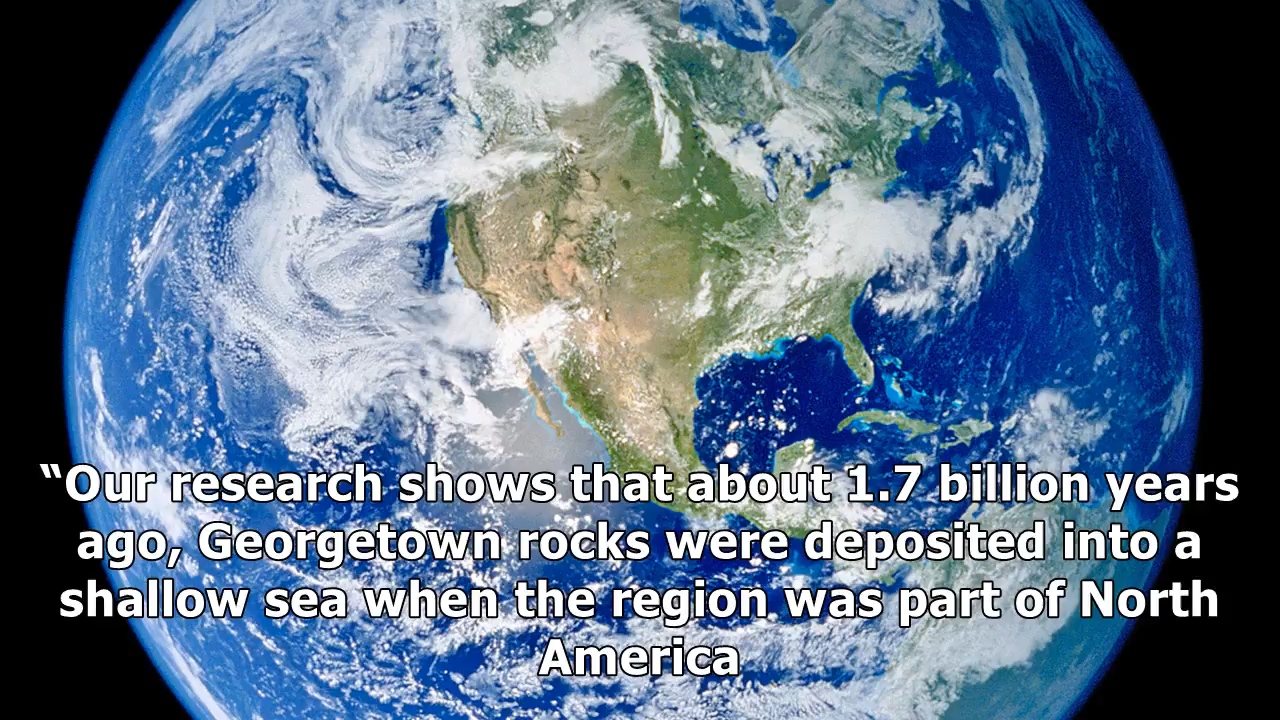 “Our research shows that about 1.7 billion years
ago, Georgetown rocks were deposited into a
shallow sea when the region was part of North
America